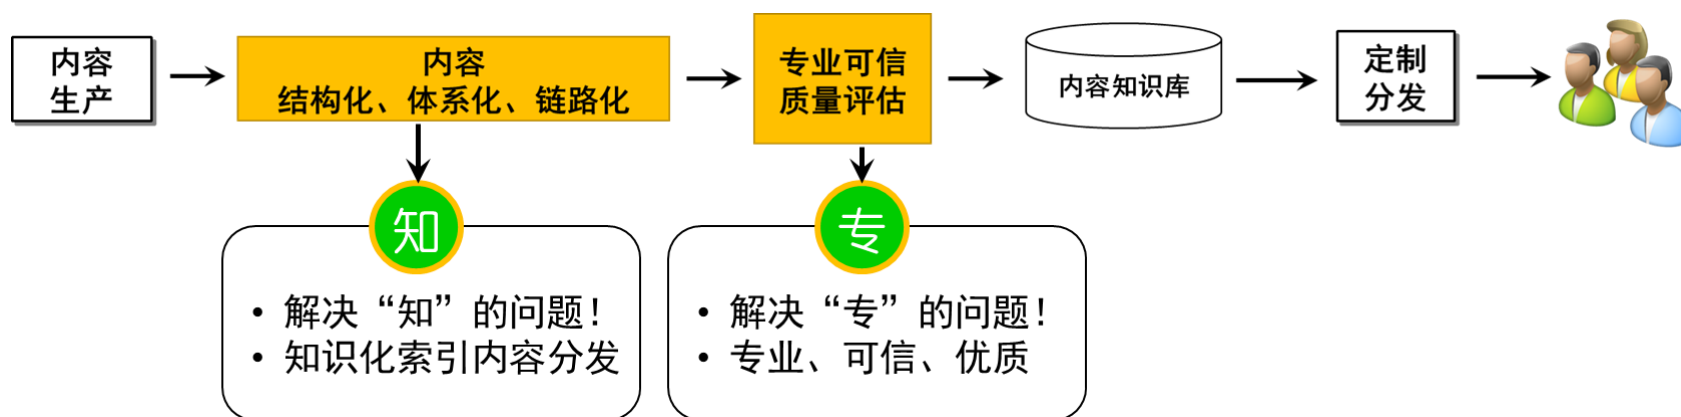 内容
生产
内容
结构化、体系化、链路化
专业可信
质量评估
内容知识库
定制
分发
知
• 解决“知”的问题！
• 知识化索引内容分发
专
• 解决“专”的问题！
• 专业、可信、优质